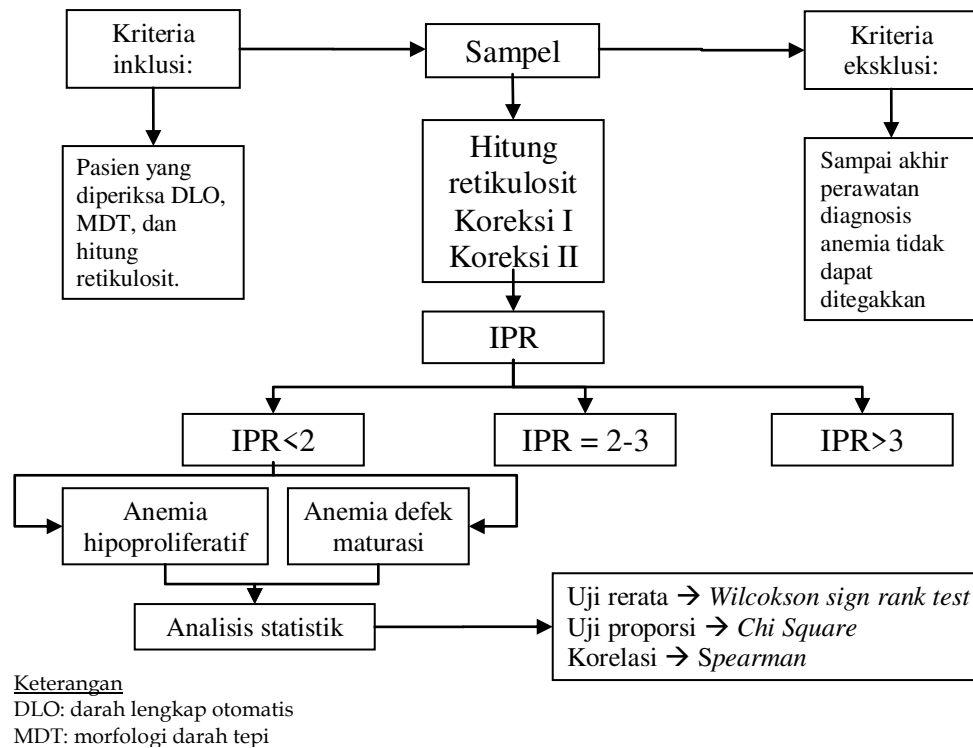 Kriteria
inklusi:
Sampel
Kriteria
eksklusi:
Pasien yang
diperiksa DLO,
MDT, dan
hitung
retikulosit.
Hitung
retikulosit
Koreksi I
Koreksi II
Sampai akhir
perawatan
diagnosis
anemia tidak
dapat
ditegakkan
IPR
IPR<2
IPR = 2-3
IPR>3
Anemia
hipoproliferatif
Anemia defek
maturasi
Analisis statistik
Uji rerata → Wilcokson sign rank test
Uji proporsi → Chi Square
Korelasi → Spearman
Keterangan
DLO: darah lengkap otomatis
MDT: morfologi darah tepi